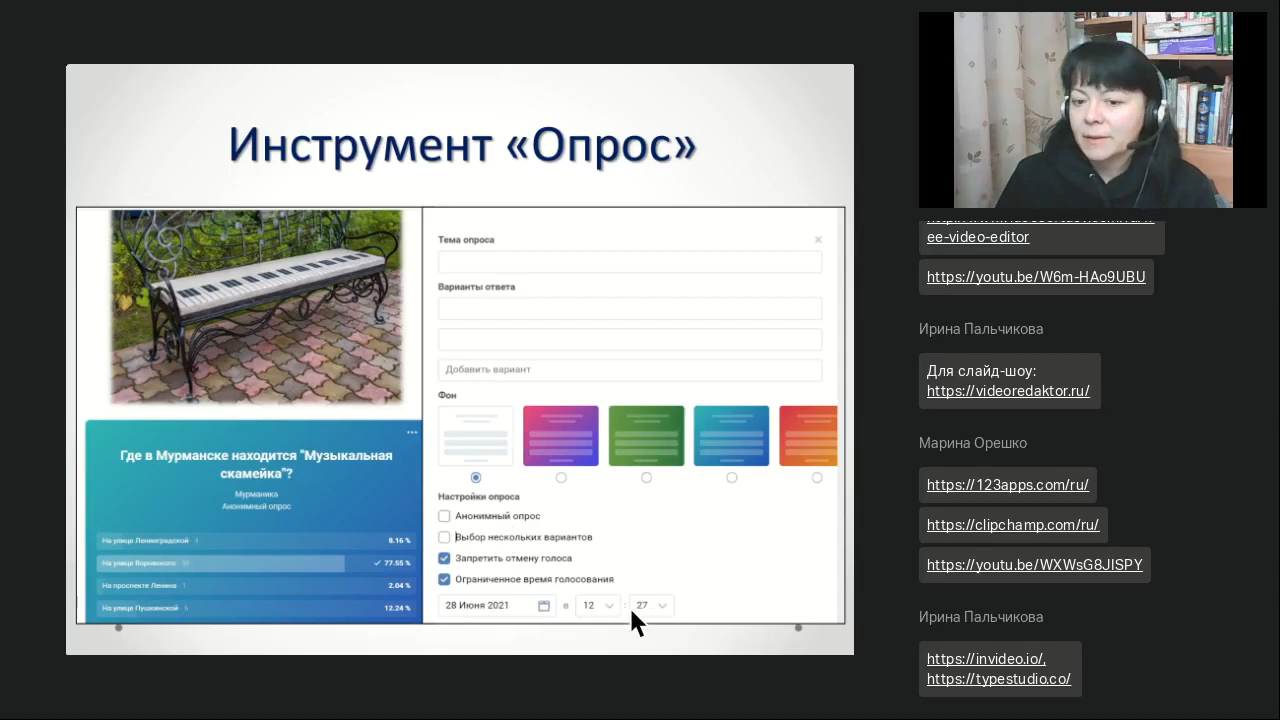 Инструмент «Опрос»
Где в Мурманске находится "Музыкальная
скамейка"?
Мурманика
Анонимный опрос
На улице Ленинградской
8.16 %
На улице Воровского
77.55 %
На проспекте Ленина · 1
2.04 %
На улице Пушкинской · 6
12.24 %
Тема опроса
Варианты ответа
Добавить вариант
Фон
Настройки опроса
Анонимный опрос
Выбор нескольких вариантов
Запретить отмену голоса
Ограниченное время голосования
28 Июня 2021 в 12 : 27
ee-video-editor
https://youtu.be/W6m-HAo9UBU
Ирина Пальчикова
Для слайд-шоу:
https://videoredaktor.ru/
Марина Орешко
https://123apps.com/ru/
https://clipchamp.com/ru/
https://youtu.be/WXWsG8JISPY
Ирина Пальчикова
https://invideo.io/,
https://typestudio.co/